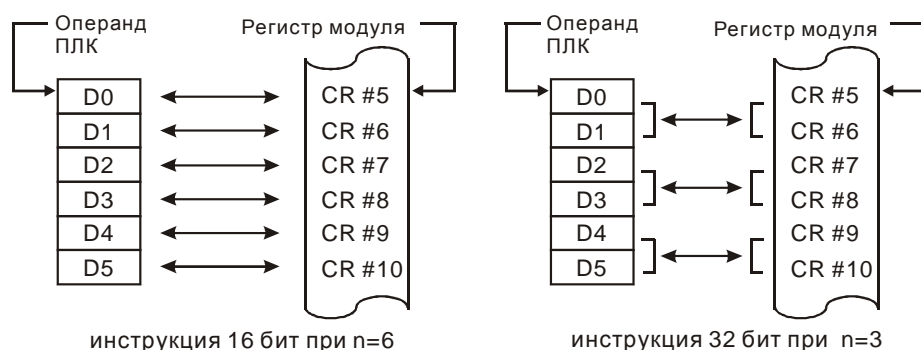 Операнд
ПЛК
Регистр модуля
D0
CR #5
D1
CR #6
D2
CR #7
D3
CR #8
D4
CR #9
D5
CR #10
инструкция 16 бит при n=6
Операнд
ПЛК
Регистр модуля
D0
CR #5
D1
CR #6
D2
CR #7
D3
CR #8
D4
CR #9
D5
CR #10
инструкция 32 бит при n=3